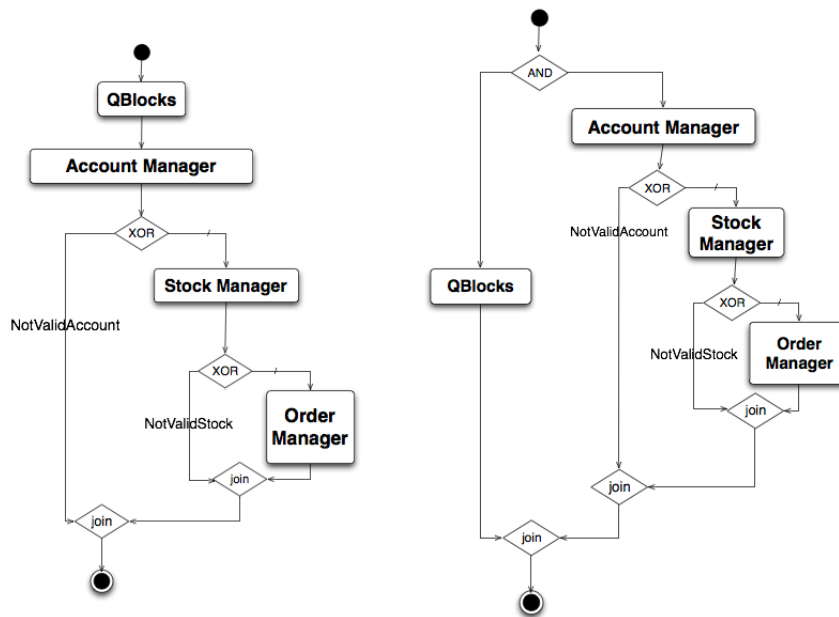 QBlocks
Account Manager
XOR
/
Stock Manager
NotValidAccount
XOR
/
NotValidStock
Order
Manager
join
join
AND
Account Manager
XOR
/
NotValidAccount
Stock
Manager
QBlocks
XOR
/
NotValidStock
Order
Manager
join
join
join